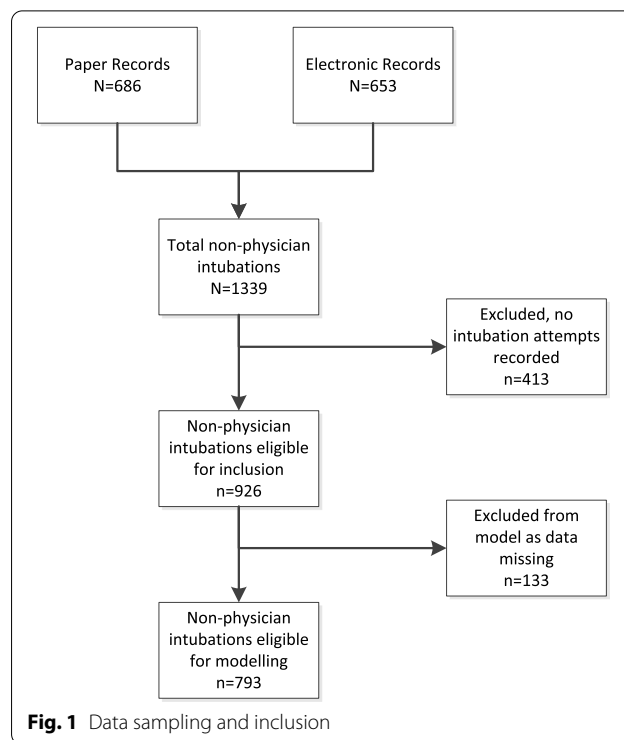 Paper Records
N=686
Electronic Records
N=653
Total non-physician
intubations
N=1339
Excluded, no
intubation attempts
recorded
n=413
Non-physician
intubations eligible
for inclusion
n=926
Excluded from
model as data
missing
n=133
Non-physician
intubations eligible
for modelling
n=793
Fig. 1 Data sampling and inclusion